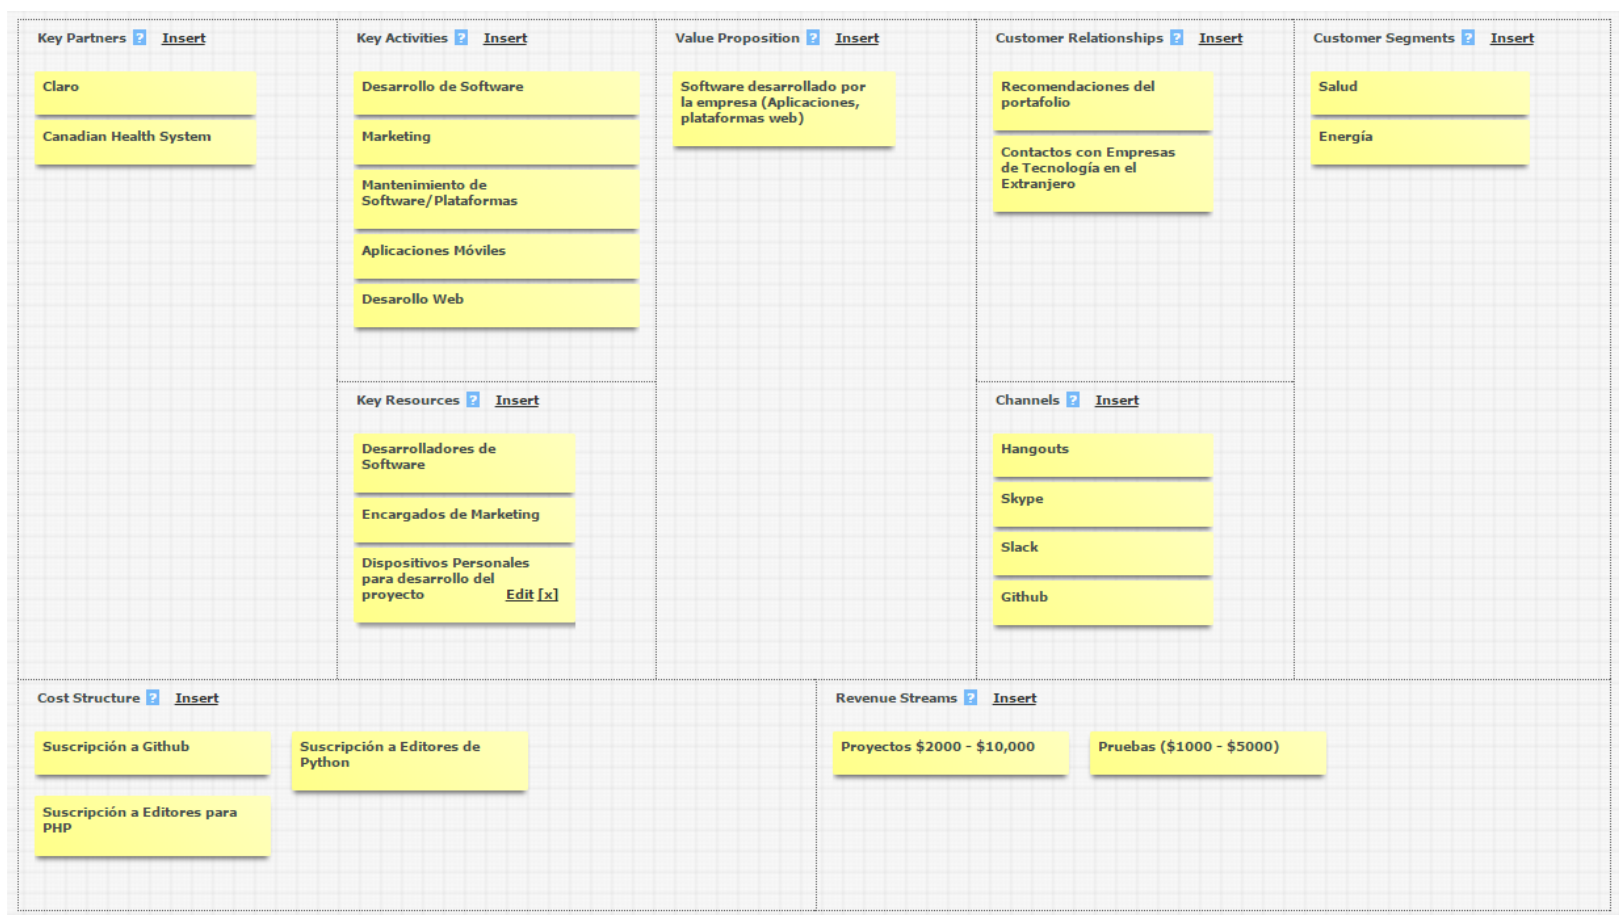 Key Partners ? Insert
Claro
Canadian Health System
Key Activities ? Insert
Desarrollo de Software
Marketing
Mantenimiento de
Software/Plataformas
Aplicaciones Móviles
Desarollo Web
Key Resources ? Insert
Desarrolladores de
Software
Encargados de Marketing
Dispositivos Personales
para desarrollo del
proyecto Edit [x]
Value Proposition ? Insert
Software desarrollado por
la empresa (Aplicaciones,
plataformas web)
Customer Relationships ? Insert
Recomendaciones del
portafolio
Contactos con Empresas
de Tecnología en el
Extranjero
Channels ? Insert
Hangouts
Skype
Slack
Github
Customer Segments ? Insert
Salud
Energía
Cost Structure ? Insert
Suscripción a Github
Suscripción a Editores de
Python
Suscripción a Editores para
PHP
Revenue Streams ? Insert
Proyectos $2000 - $10,000
Pruebas ($1000 - $5000)